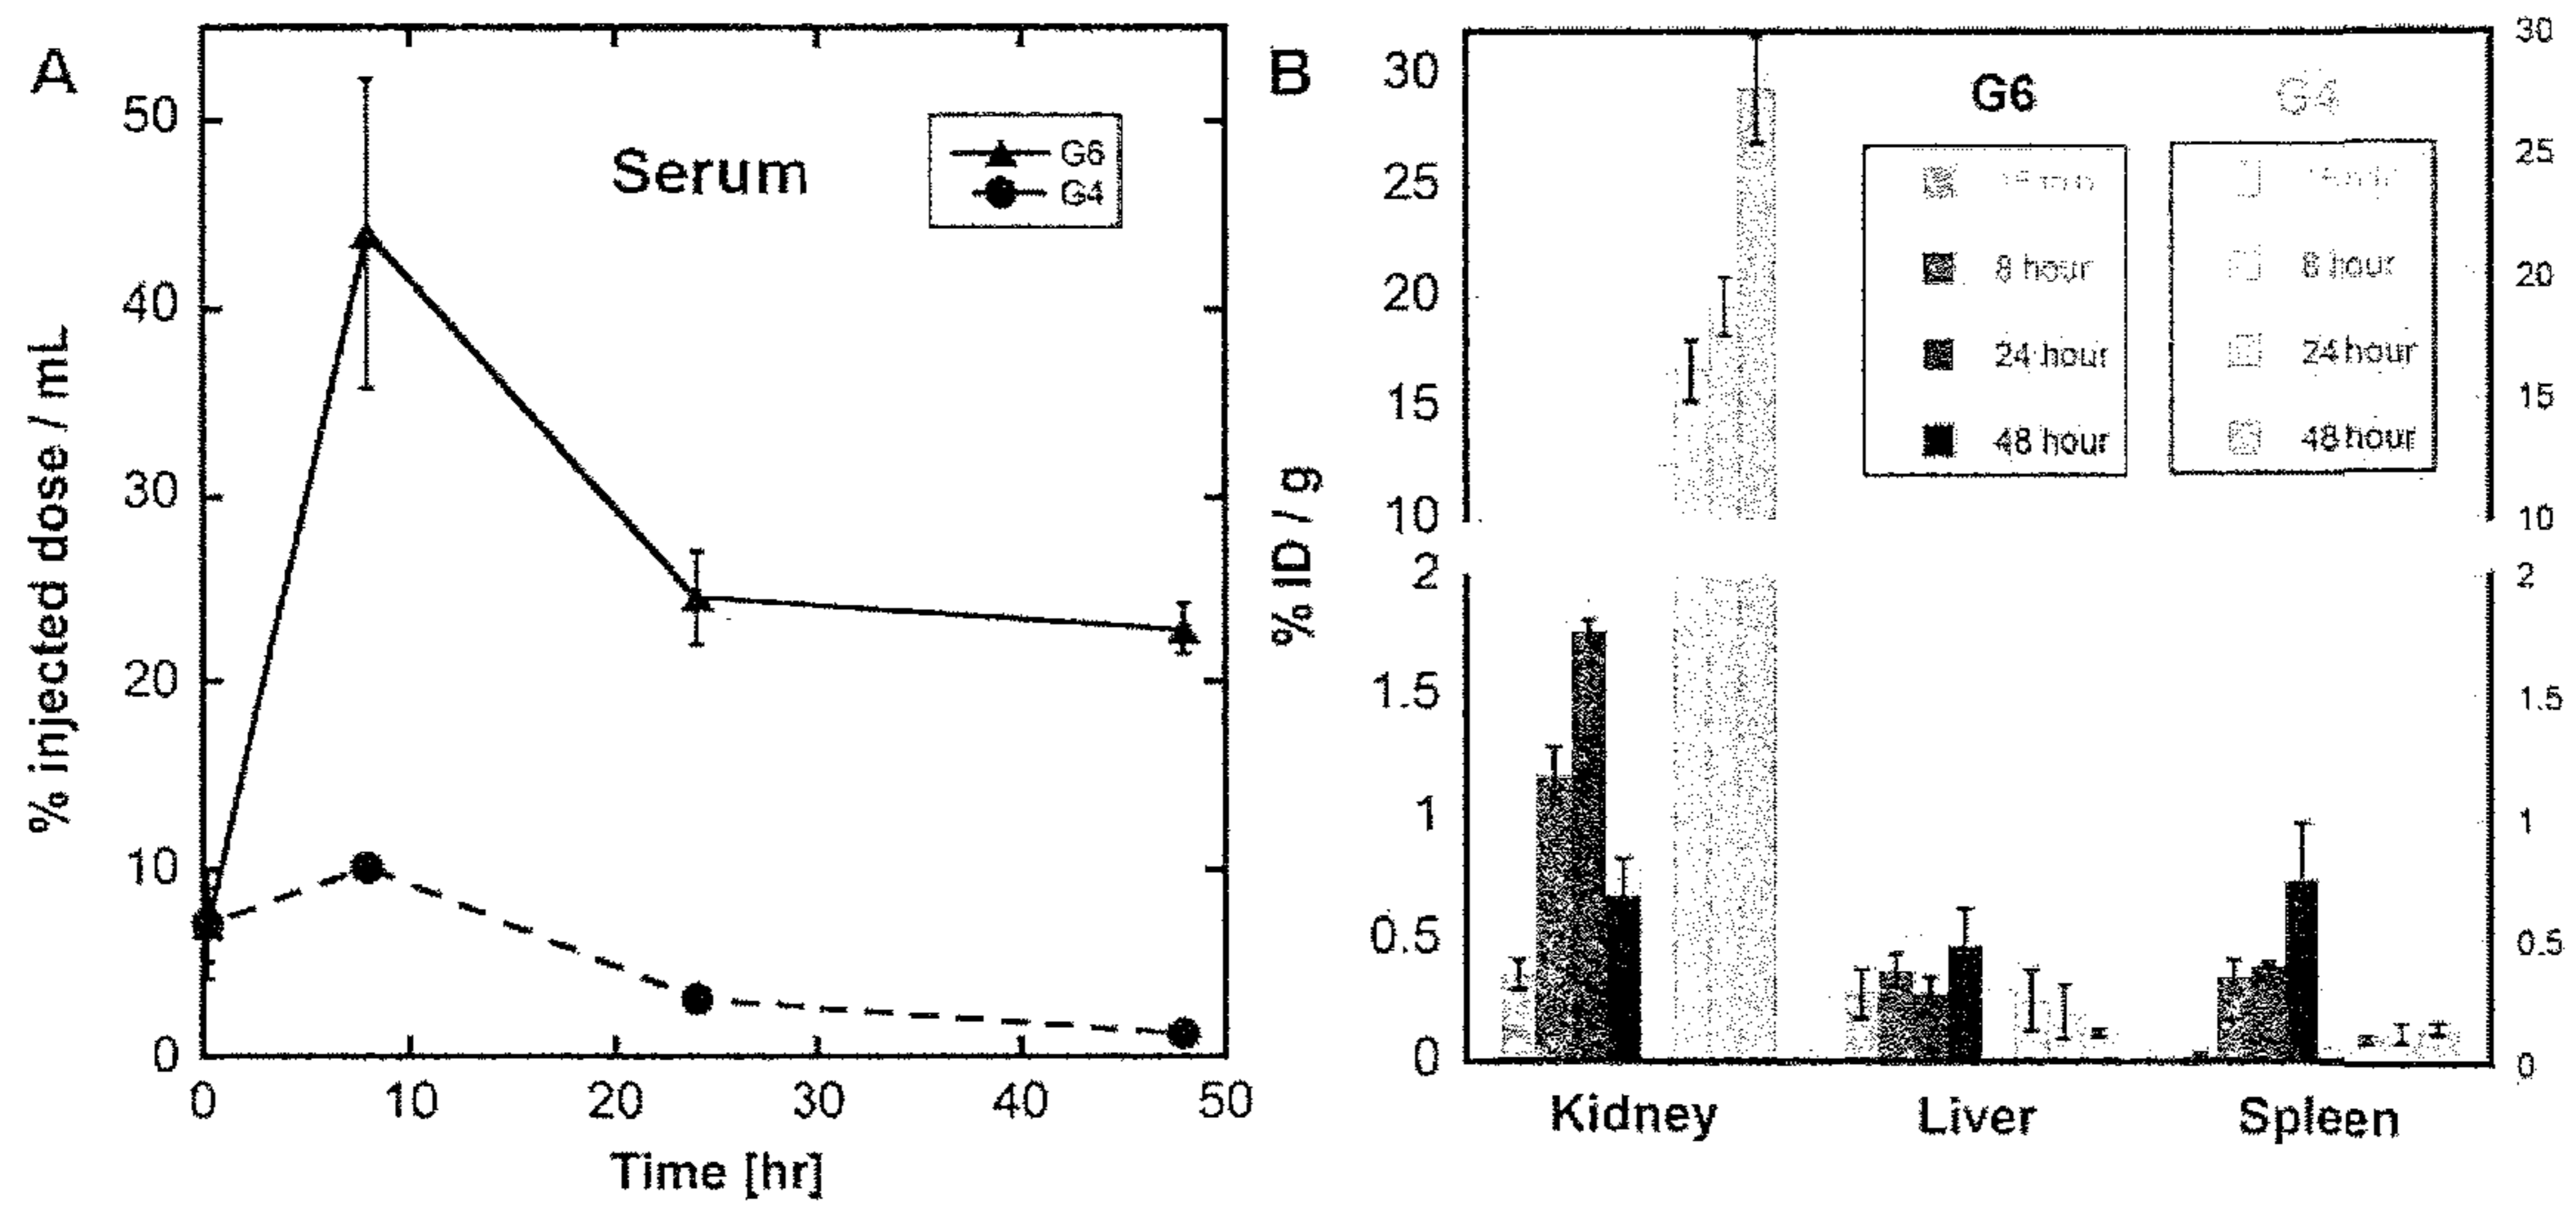 A
Serum
G6
G4
50
40
30
20
10
0
% injected dose / mL
0 10 20 30 40 50
Time [hr]
B
30
25
20
15
10
2
1.5
1
0.5
0
% ID / g
G6
8 hour
24 hour
48 hour
G4
8 hour
24 hour
48 hour
30
25
20
15
10
2
1.5
1
0.5
0
Kidney Liver Spleen